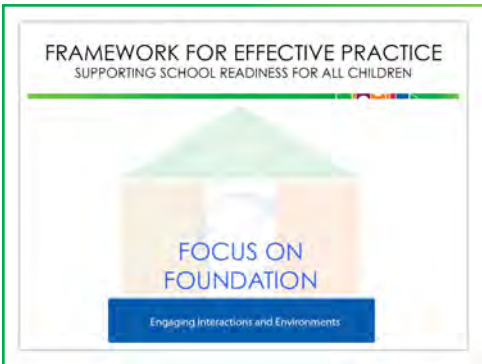 FRAMEWORK FOR EFFECTIVE PRACTICE
SUPPORTING SCHOOL READINESS FOR ALL CHILDREN
FOCUS ON
FOUNDATION
Engaging Interactions and Environments